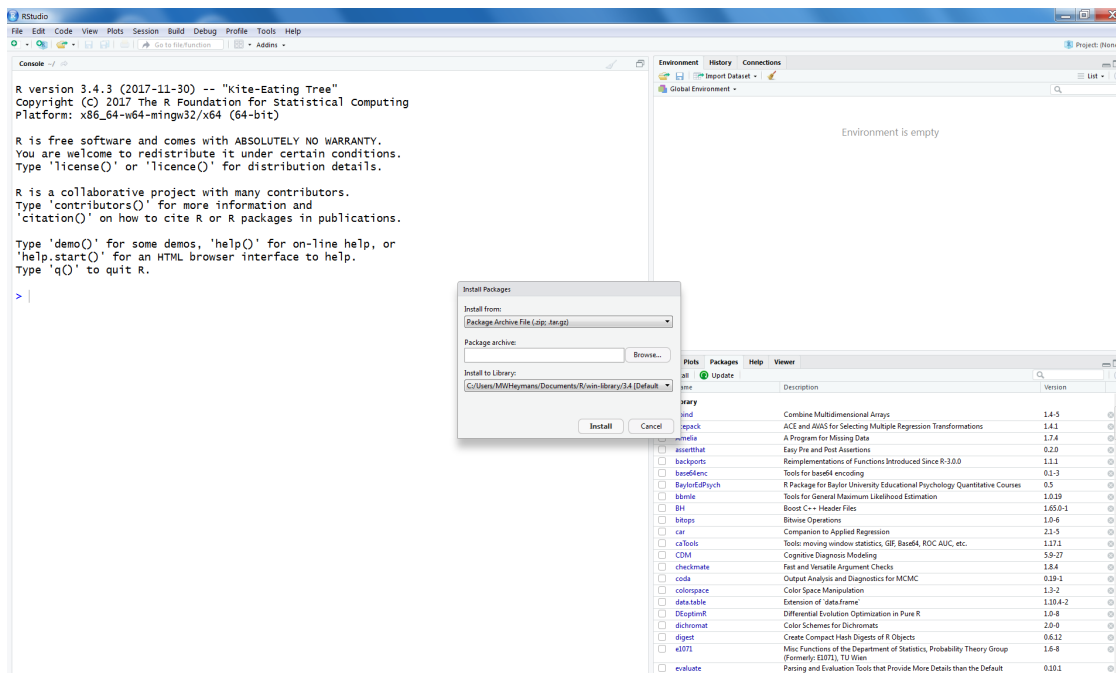 RStudio
File Edit Code View Plots Session Build Debug Profile Tools Help
Go to file/function Addins Project: (None
Console ~/
R version 3.4.3 (2017-11-30) -- "Kite-Eating Tree"
Copyright (C) 2017 The R Foundation for Statistical Computing
Platform: x86_64-w64-mingw32/x64 (64-bit)
R is free software and comes with ABSOLUTELY NO WARRANTY.
You are welcome to redistribute it under certain conditions.
Type 'license()' or 'licence()' for distribution details.
R is a collaborative project with many contributors.
Type 'contributors()' for more information and
'citation()' on how to cite R or R packages in publications.
Type 'demo()' for some demos, 'help()' for on-line help, or
'help.start()' for an HTML browser interface to help.
Type 'q()' to quit R.
>
Environment History Connections
Import Dataset List
Global Environment
Environment is empty
Install Packages
Install from:
Package Archive File (.zip; .tar.gz)
Package archive:
Browse...
Install to Library:
C:/Users/MWHeymans/Documents/R/win-library/3.4 [Default
Install Cancel
Plots Packages Help Viewer
all Update
ame Description Version
brary
bind Combine Multidimensional Arrays 1.4-5
cepack ACE and AVAS for Selecting Multiple Regression Transformations 1.4.1
Amelia A Program for Missing Data 1.7.4
assertthat Easy Pre and Post Assertions 0.2.0
backports Reimplementations of Functions Introduced Since R-3.0.0 1.1.1
base64enc Tools for base64 encoding 0.1-3
BaylorEdPsych R Package for Baylor University Educational Psychology Quantitative Courses 0.5
bbmle Tools for General Maximum Likelihood Estimation 1.0.19
BH Boost C++ Header Files 1.65.0-1
bitops Bitwise Operations 1.0-6
car Companion to Applied Regression 2.1-5
caTools Tools: moving window statistics, GIF, Base64, ROC AUC, etc. 1.17.1
CDM Cognitive Diagnosis Modeling 5.9-27
checkmate Fast and Versatile Argument Checks 1.8.4
coda Output Analysis and Diagnostics for MCMC 0.19-1
colorspace Color Space Manipulation 1.3-2
data.table Extension of `data.frame` 1.10.4-2
DEoptimR Differential Evolution Optimization in Pure R 1.0-8
dichromat Color Schemes for Dichromats 2.0-0
digest Create Compact Hash Digests of R Objects 0.6.12
e1071 Misc Functions of the Department of Statistics, Probability Theory Group 1.6-8
(Formerly: E1071), TU Wien
evaluate Parsing and Evaluation Tools that Provide More Details than the Default 0.10.1